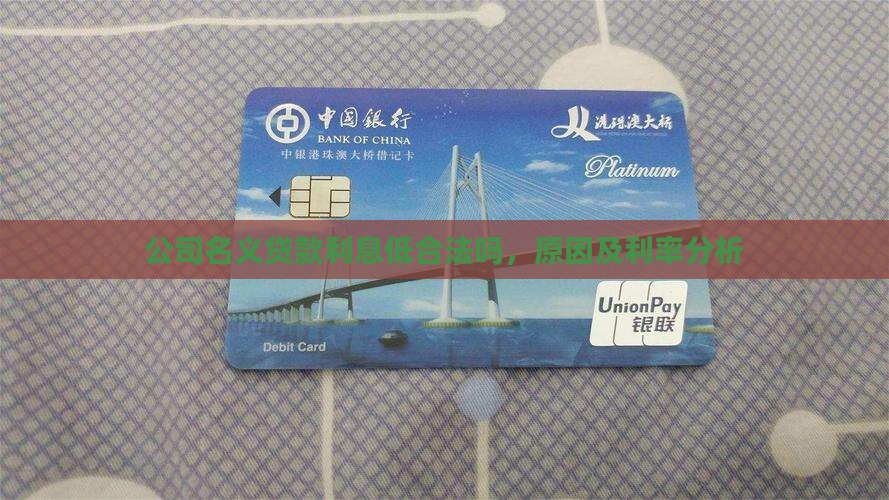 中国银行
BANK OF CHINA
中银港珠澳大桥借记卡
港珠澳大桥
Platinum
公司名义贷款利息低合法吗，原因及利率分析
UnionPay
银联
Debit Card